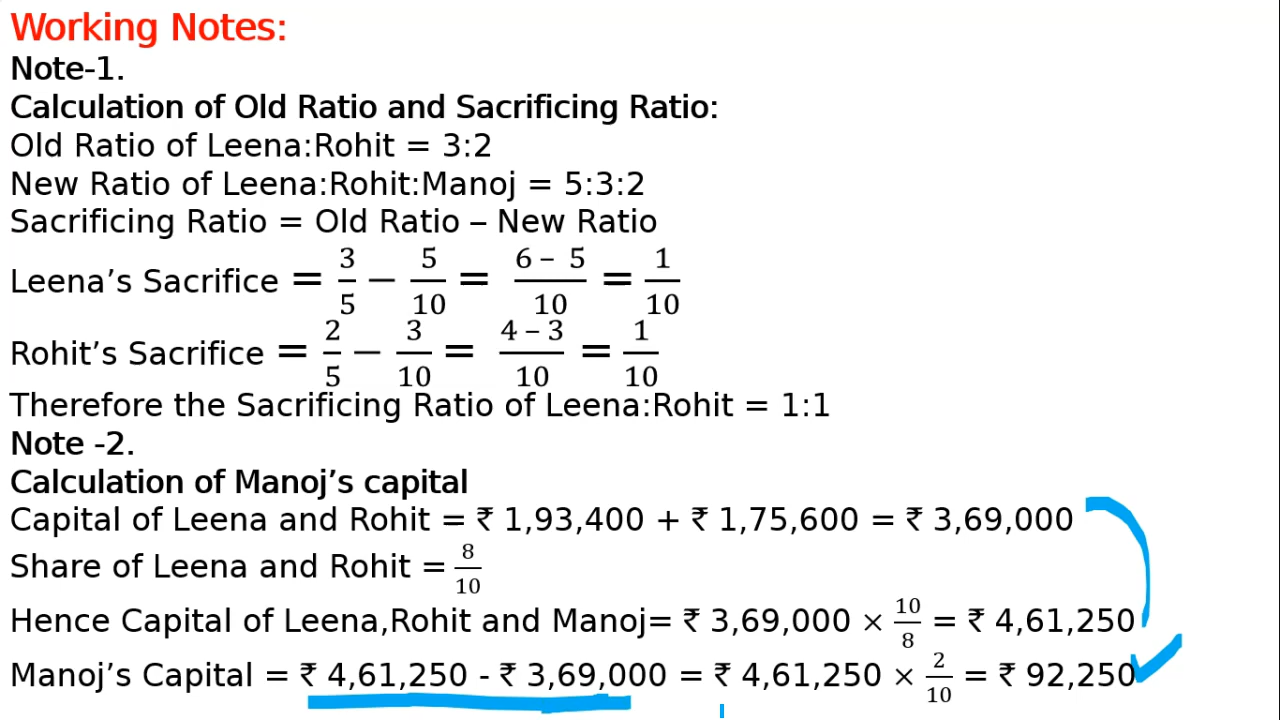 Working Notes:
Note-1.
Calculation of Old Ratio and Sacrificing Ratio:
Old Ratio of Leena:Rohit = 3:2
New Ratio of Leena:Rohit:Manoj = 5:3:2
Sacrificing Ratio = Old Ratio – New Ratio
Leena’s Sacrifice = 3/5 − 5/10 = 6 – 5/10 = 1/10
Rohit’s Sacrifice = 2/5 − 3/10 = 4 – 3/10 = 1/10
Therefore the Sacrificing Ratio of Leena:Rohit = 1:1
Note -2.
Calculation of Manoj’s capital
Capital of Leena and Rohit = ₹ 1,93,400 + ₹ 1,75,600 = ₹ 3,69,000
Share of Leena and Rohit = 8/10
Hence Capital of Leena,Rohit and Manoj= ₹ 3,69,000 × 10/8 = ₹ 4,61,250
Manoj’s Capital = ₹ 4,61,250 - ₹ 3,69,000 = ₹ 4,61,250 × 2/10 = ₹ 92,250